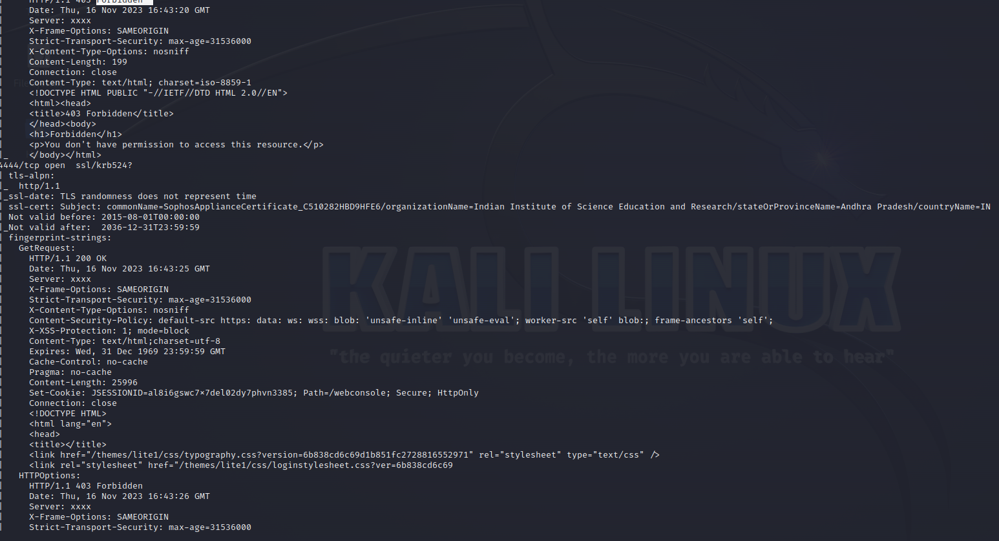 HTTP/1.1 403 Forbidden
Date: Thu, 16 Nov 2023 16:43:20 GMT
Server: xxxx
X-Frame-Options: SAMEORIGIN
Strict-Transport-Security: max-age=31536000
X-Content-Type-Options: nosniff
Content-Length: 199
Connection: close
Content-Type: text/html; charset=iso-8859-1
<!DOCTYPE HTML PUBLIC "-//IETF//DTD HTML 2.0//EN">
<html><head>
<title>403 Forbidden</title>
</head><body>
<h1>Forbidden</h1>
<p>You don't have permission to access this resource.</p>
|_    </body></html>
4444/tcp open  ssl/krb524?
| tls-alpn:
|_  http/1.1
|_ssl-date: TLS randomness does not represent time
| ssl-cert: Subject: commonName=SophosApplianceCertificate_C510282HBD9HFE6/organizationName=Indian Institute of Science Education and Research/stateOrProvinceName=Andhra Pradesh/countryName=IN
| Not valid before: 2015-08-01T00:00:00
|_Not valid after:  2036-12-31T23:59:59
| fingerprint-strings:
|   GetRequest:
|     HTTP/1.1 200 OK
|     Date: Thu, 16 Nov 2023 16:43:25 GMT
|     Server: xxxx
|     X-Frame-Options: SAMEORIGIN
|     Strict-Transport-Security: max-age=31536000
|     X-Content-Type-Options: nosniff
|     Content-Security-Policy: default-src https: data: ws: wss: blob: 'unsafe-inline' 'unsafe-eval'; worker-src 'self' blob:; frame-ancestors 'self';
|     X-XSS-Protection: 1; mode=block
|     Content-Type: text/html;charset=utf-8
|     Expires: Wed, 31 Dec 1969 23:59:59 GMT
|     Cache-Control: no-cache
|     Pragma: no-cache
|     Content-Length: 25996
|     Set-Cookie: JSESSIONID=al8i6gswc7x7del02dy7phvn3385; Path=/webconsole; Secure; HttpOnly
|     Connection: close
|     <!DOCTYPE HTML>
|     <html lang="en">
|     <head>
|     <title></title>
|     <link href="/themes/lite1/css/typography.css?version=6b838cd6c69d1b851fc2728816552971" rel="stylesheet" type="text/css" />
|     <link rel="stylesheet" href="/themes/lite1/css/loginstylesheet.css?ver=6b838cd6c69
|   HTTPOptions:
|     HTTP/1.1 403 Forbidden
|     Date: Thu, 16 Nov 2023 16:43:26 GMT
|     Server: xxxx
|     X-Frame-Options: SAMEORIGIN
|     Strict-Transport-Security: max-age=31536000
KALI LINUX
"the quieter you become, the more you are able to hear"